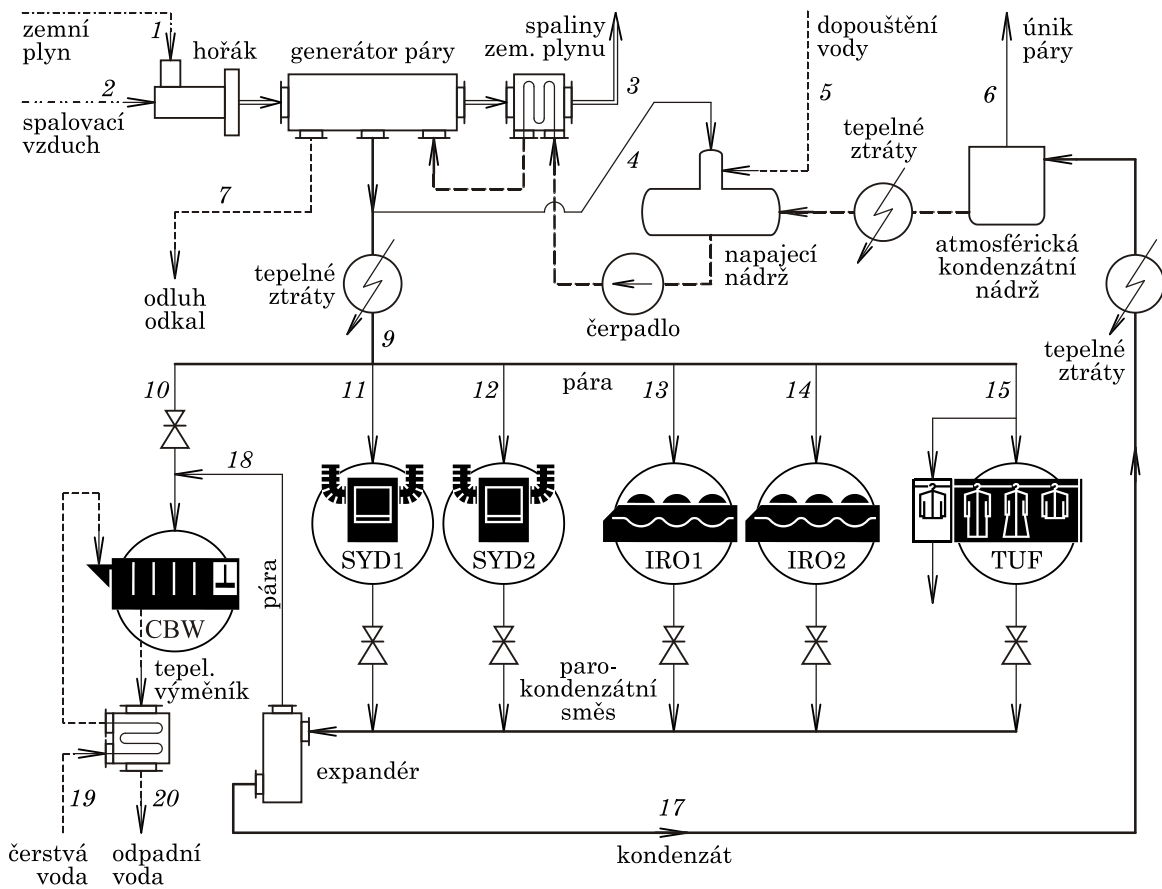 zemní
plyn
1
hořák
generátor páry
spaliny
zem. plynu
3
dopouštění
vody
5
6
únik
páry
2
spalovací
vzduch
4
tepelné
ztráty
7
odluh
odkal
tepelné
ztráty
9
čerpadlo
napajecí
nádrž
atmosférická
kondenzátní
nádrž
tepelné
ztráty
10
11
12
pára
13
14
15
18
pára
SYD1
SYD2
IRO1
IRO2
TUF
CBW
tepel.
výměník
paro-
kondenzátní
směs
expandér
19
20
17
čerstvá
voda
odpadní
voda
kondenzát